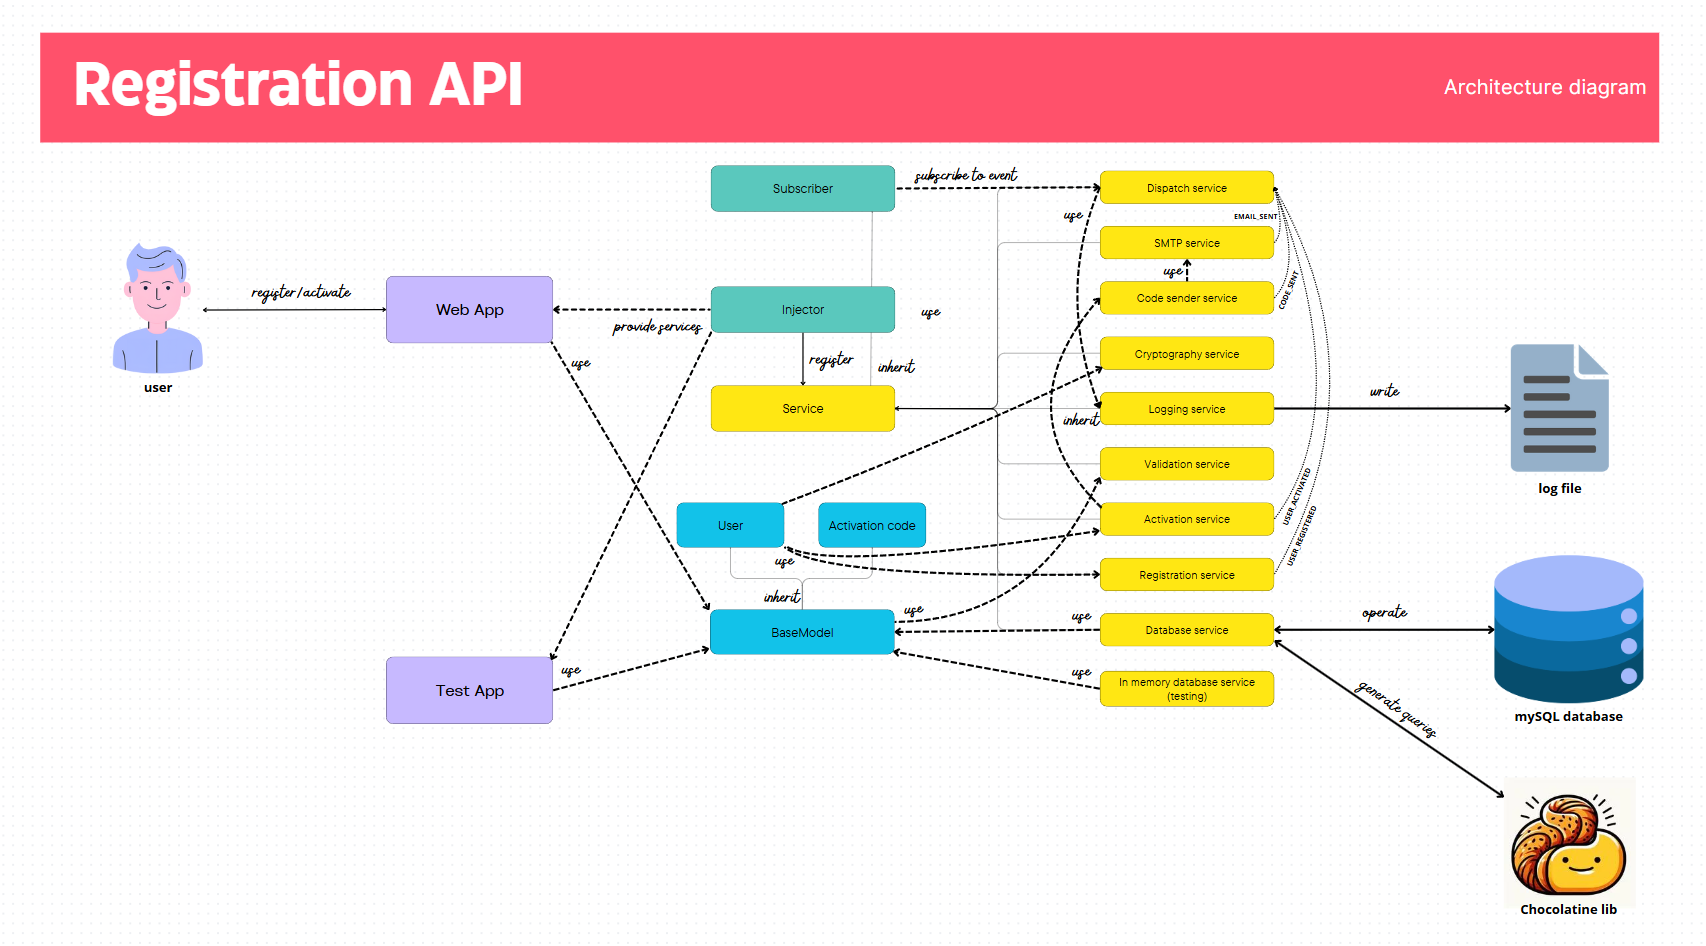 Registration API
Architecture diagram
Subscriber
subscribe to event
Dispatch service
use
EMAIL_SENT
SMTP service
use
register/activate
Web App
provide services
Injector
use
Code sender service
CODE_SENT
user
use
register
inherit
Cryptography service
Service
inherit
Logging service
write
log file
Validation service
User
Activation code
Activation service
USER_ACTIVATED
USER_REGISTERED
use
Registration service
inherit
use
BaseModel
use
Database service
operate
Test App
use
use
In memory database service
(testing)
generate queries
mySQL database
Chocolatine lib